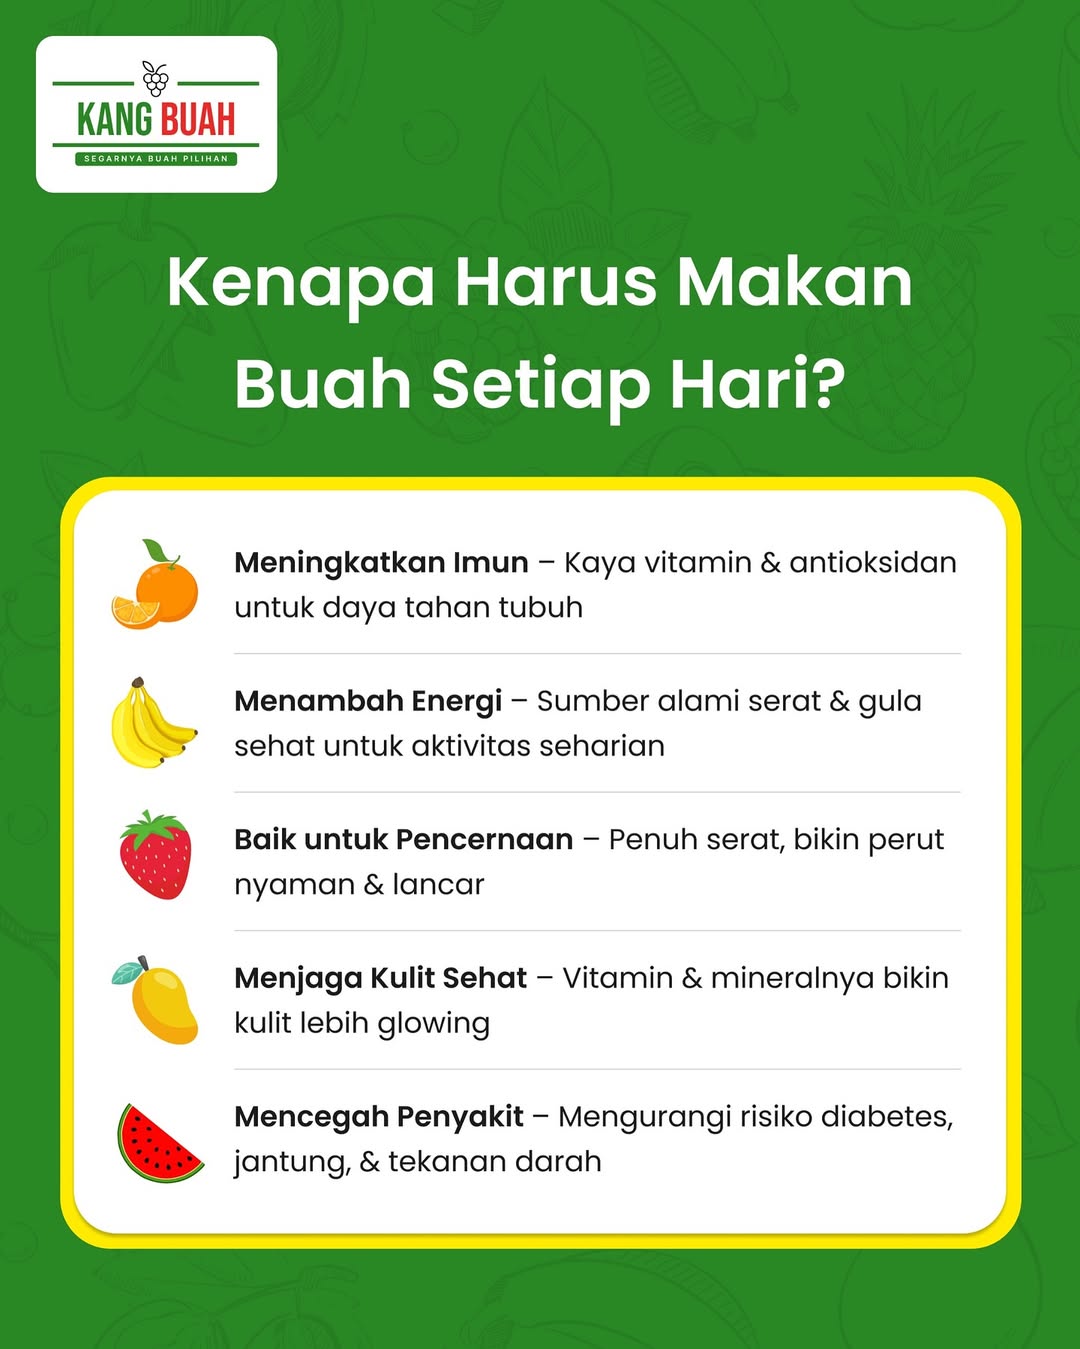 KANG BUAH
SEGARNYA BUAH PILIHAN
Kenapa Harus Makan
Buah Setiap Hari?
Meningkatkan Imun – Kaya vitamin & antioksidan
untuk daya tahan tubuh
Menambah Energi – Sumber alami serat & gula
sehat untuk aktivitas seharian
Baik untuk Pencernaan – Penuh serat, bikin perut
nyaman & lancar
Menjaga Kulit Sehat – Vitamin & mineralnya bikin
kulit lebih glowing
Mencegah Penyakit – Mengurangi risiko diabetes,
jantung, & tekanan darah